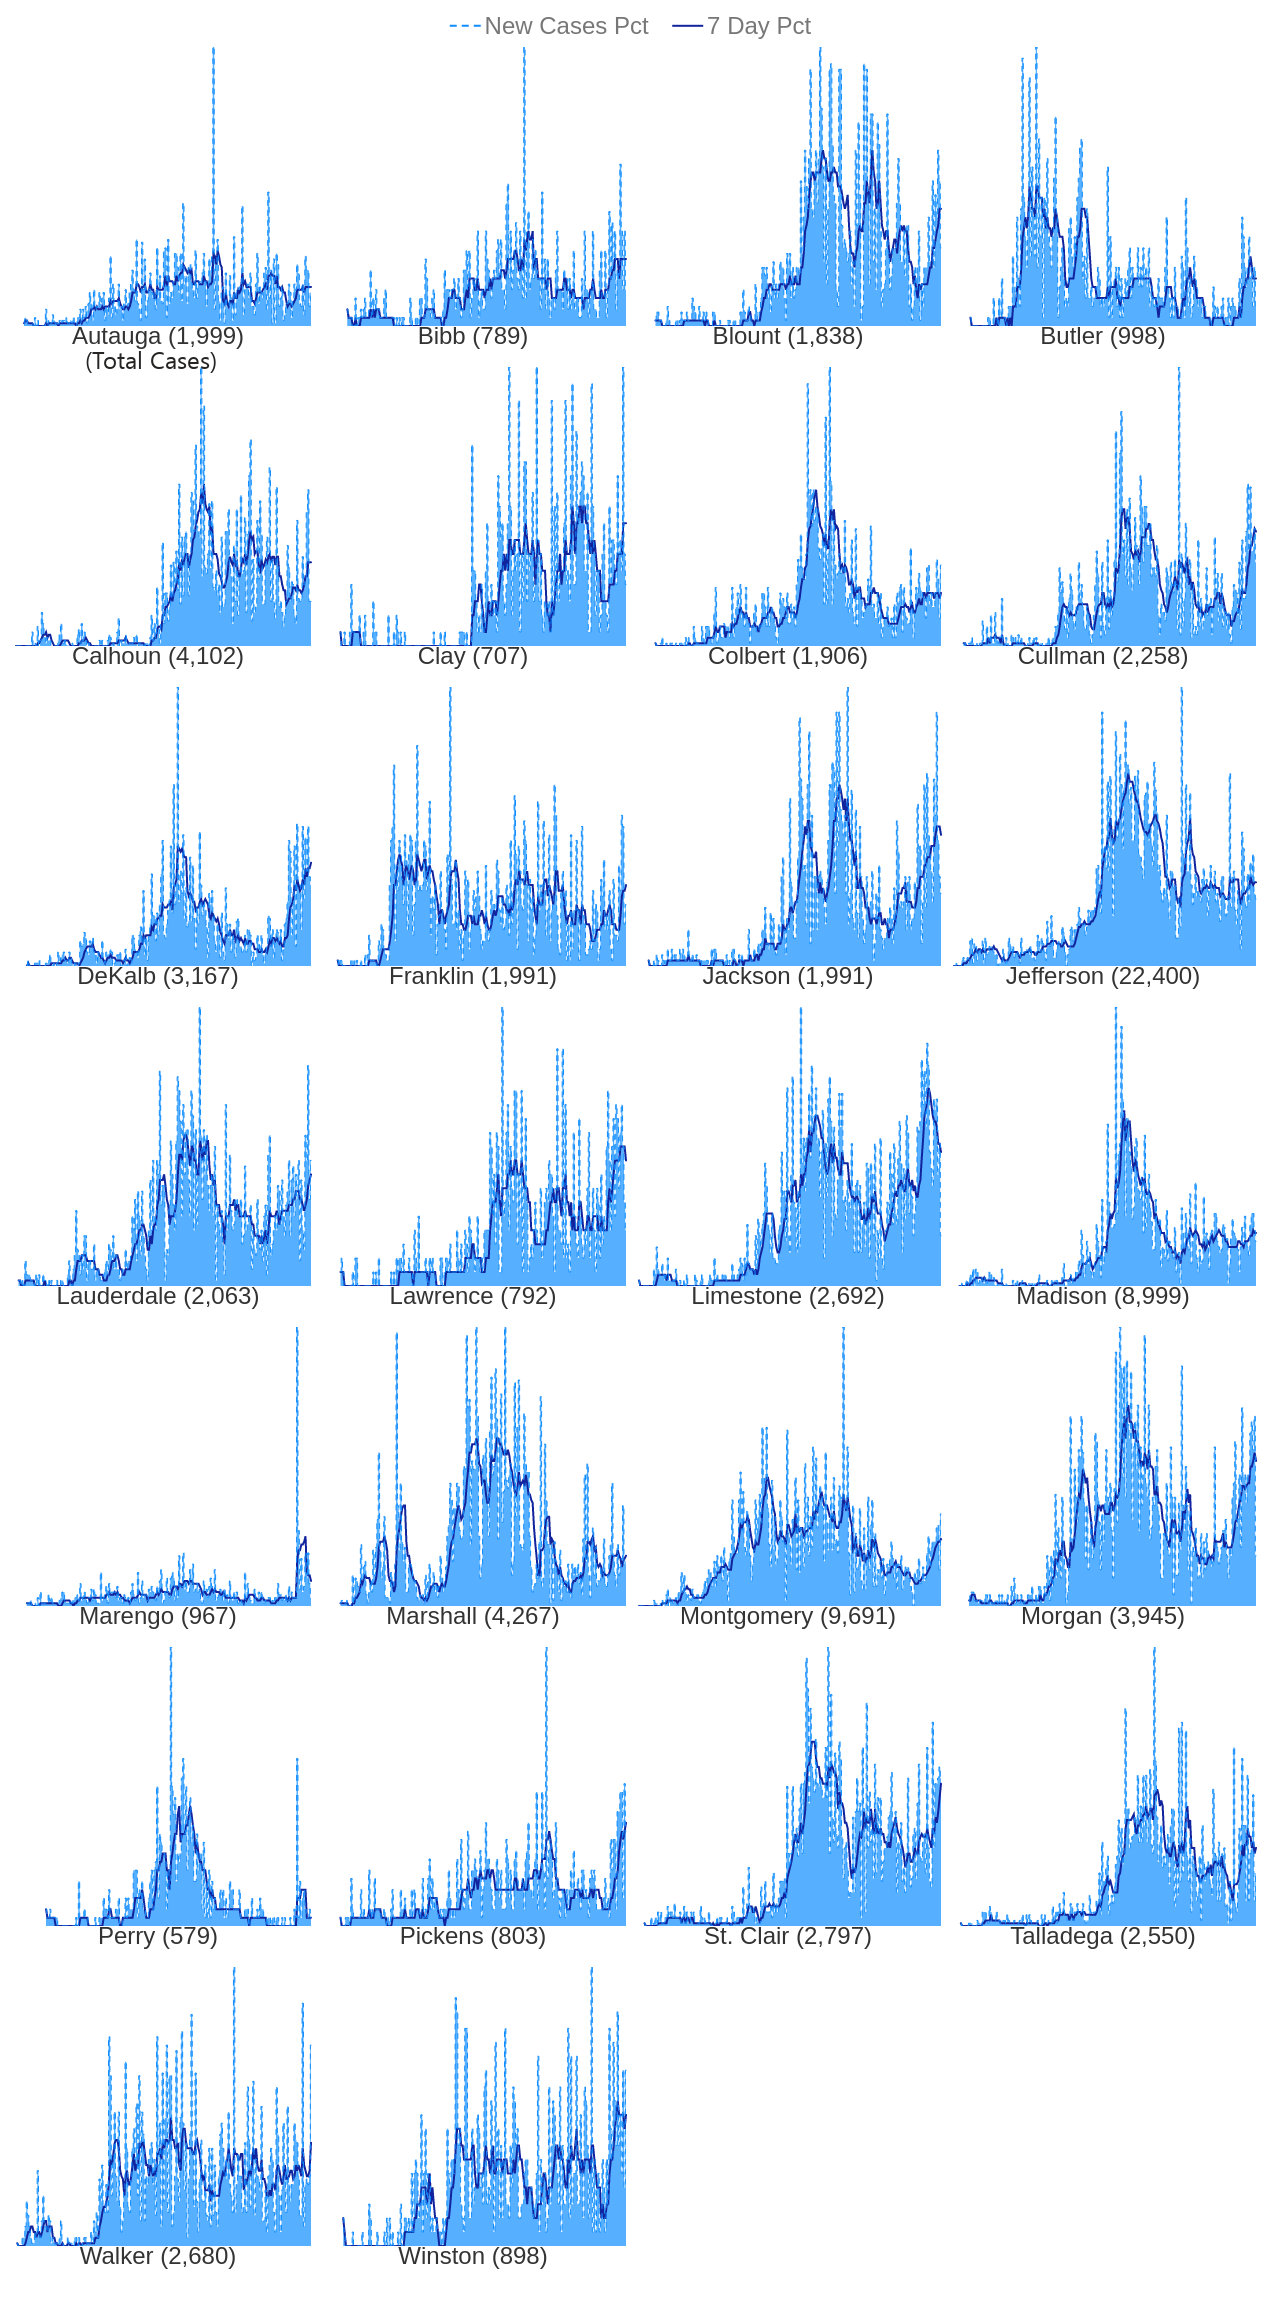 New Cases Pct 7 Day Pct
Autauga (1,999) Bibb (789) Blount (1,838) Butler (998)
(Total Cases)
Calhoun (4,102) Clay (707) Colbert (1,906) Cullman (2,258)
DeKalb (3,167) Franklin (1,991) Jackson (1,991) Jefferson (22,400)
Lauderdale (2,063) Lawrence (792) Limestone (2,692) Madison (8,999)
Marengo (967) Marshall (4,267) Montgomery (9,691) Morgan (3,945)
Perry (579) Pickens (803) St. Clair (2,797) Talladega (2,550)
Walker (2,680) Winston (898)